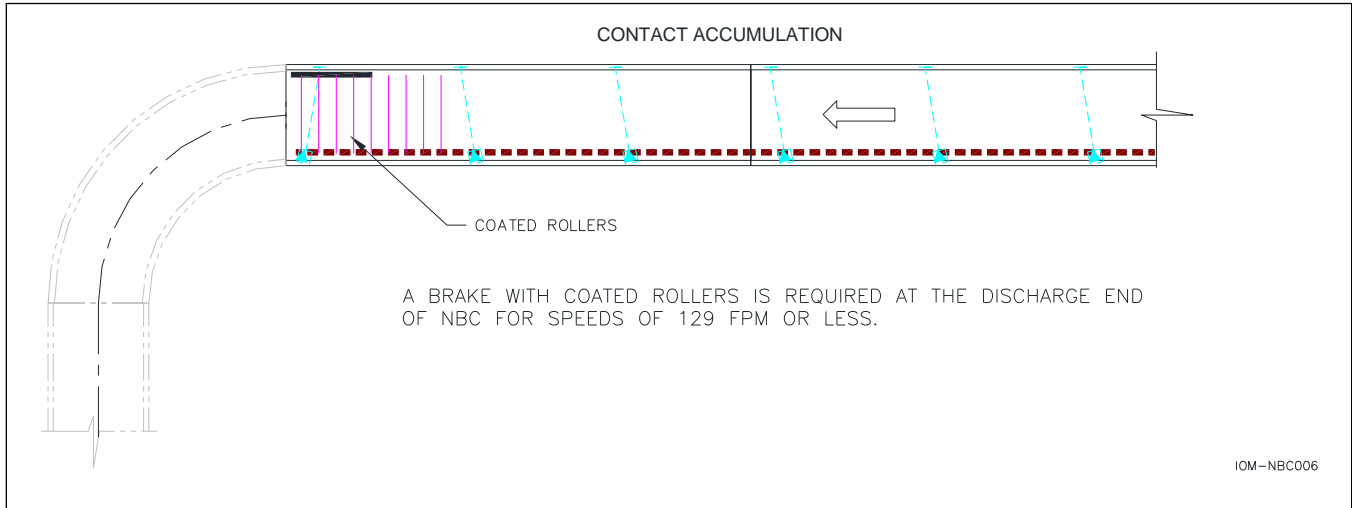 CONTACT ACCUMULATION
COATED ROLLERS
A BRAKE WITH COATED ROLLERS IS REQUIRED AT THE DISCHARGE END
OF NBC FOR SPEEDS OF 129 FPM OR LESS.
IOM-NBC006